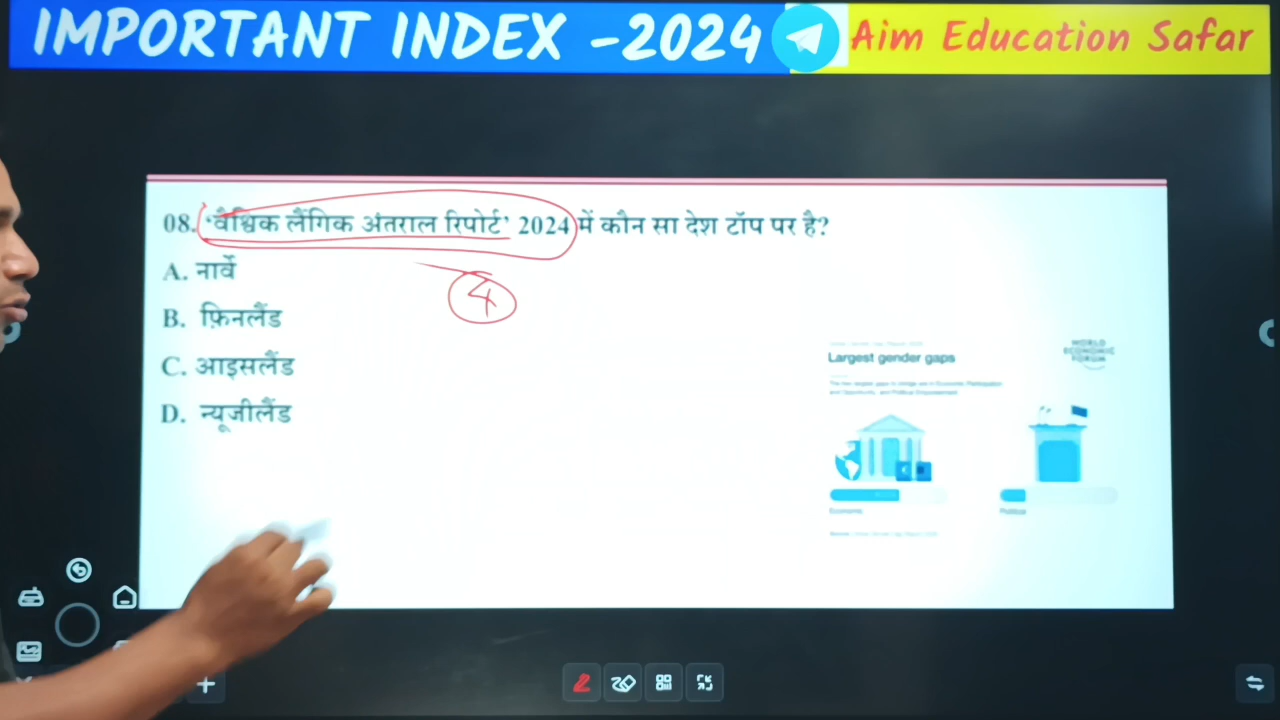 IMPORTANT INDEX -2024
Aim Education Safar
08. 'वैश्विक लैंगिक अंतराल रिपोर्ट' 2024 में कौन सा देश टॉप पर है?
4
A. नार्वे
B. फ़िनलैंड
C. आइसलैंड
D. न्यूजीलैंड
WORLD
ECONOMIC
FORUM
Largest gender gaps
Economic
Political